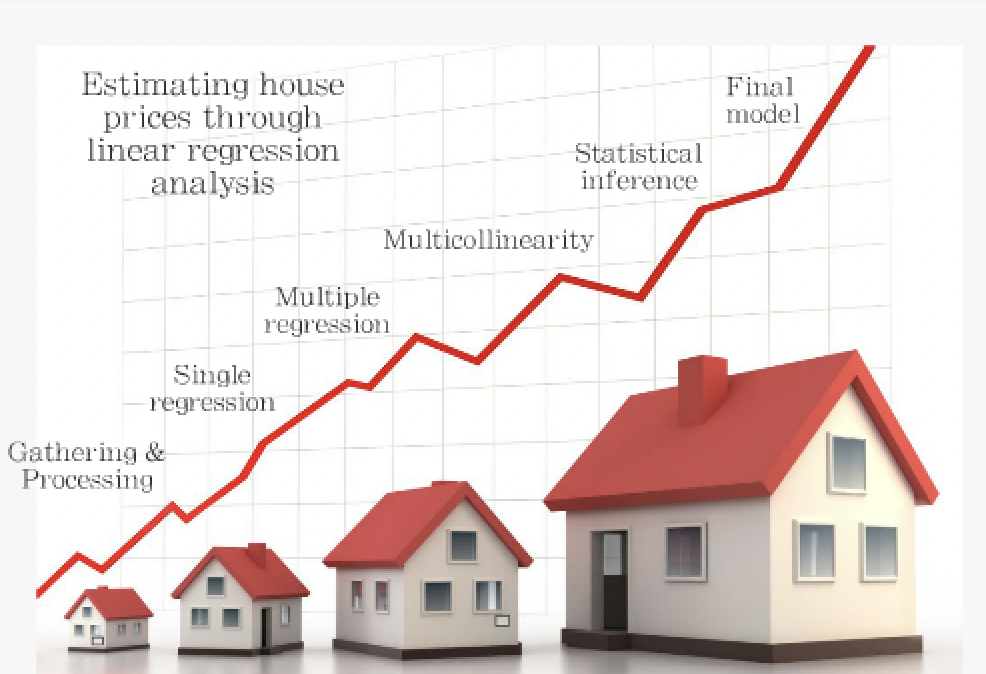 Estimating house
prices through
linear regression
analysis
Final
model
Statistical
inference
Multicollinearity
Multiple
regression
Single
regression
Gathering &
Processing